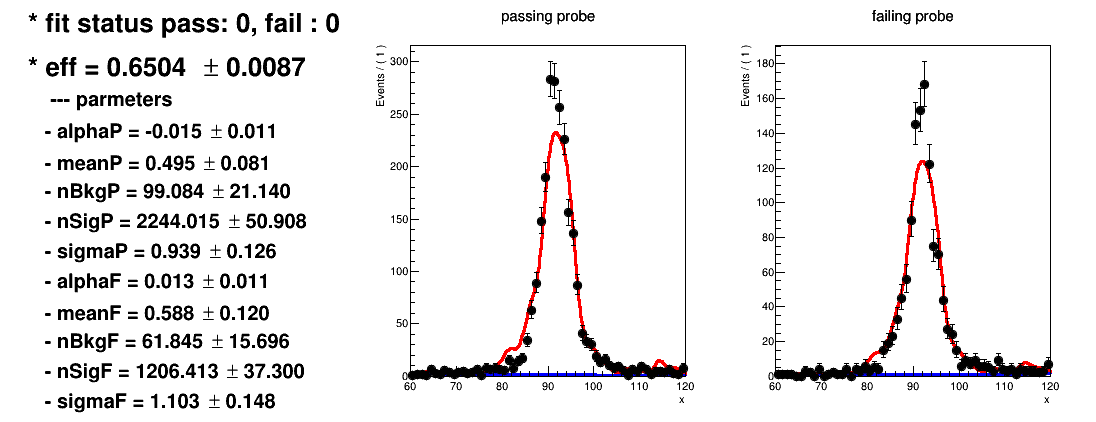 * fit status pass: 0, fail : 0
* eff = 0.6504 ± 0.0087
--- parmeters
- alphaP = -0.015 ± 0.011
- meanP = 0.495 ± 0.081
- nBkgP = 99.084 ± 21.140
- nSigP = 2244.015 ± 50.908
- sigmaP = 0.939 ± 0.126
- alphaF = 0.013 ± 0.011
- meanF = 0.588 ± 0.120
- nBkgF = 61.845 ± 15.696
- nSigF = 1206.413 ± 37.300
- sigmaF = 1.103 ± 0.148
passing probe
Events / ( 1 )
300
250
200
150
100
50
0
60 70 80 90 100 110 120
x
failing probe
Events / ( 1 )
180
160
140
120
100
80
60
40
20
0
60 70 80 90 100 110 120
x